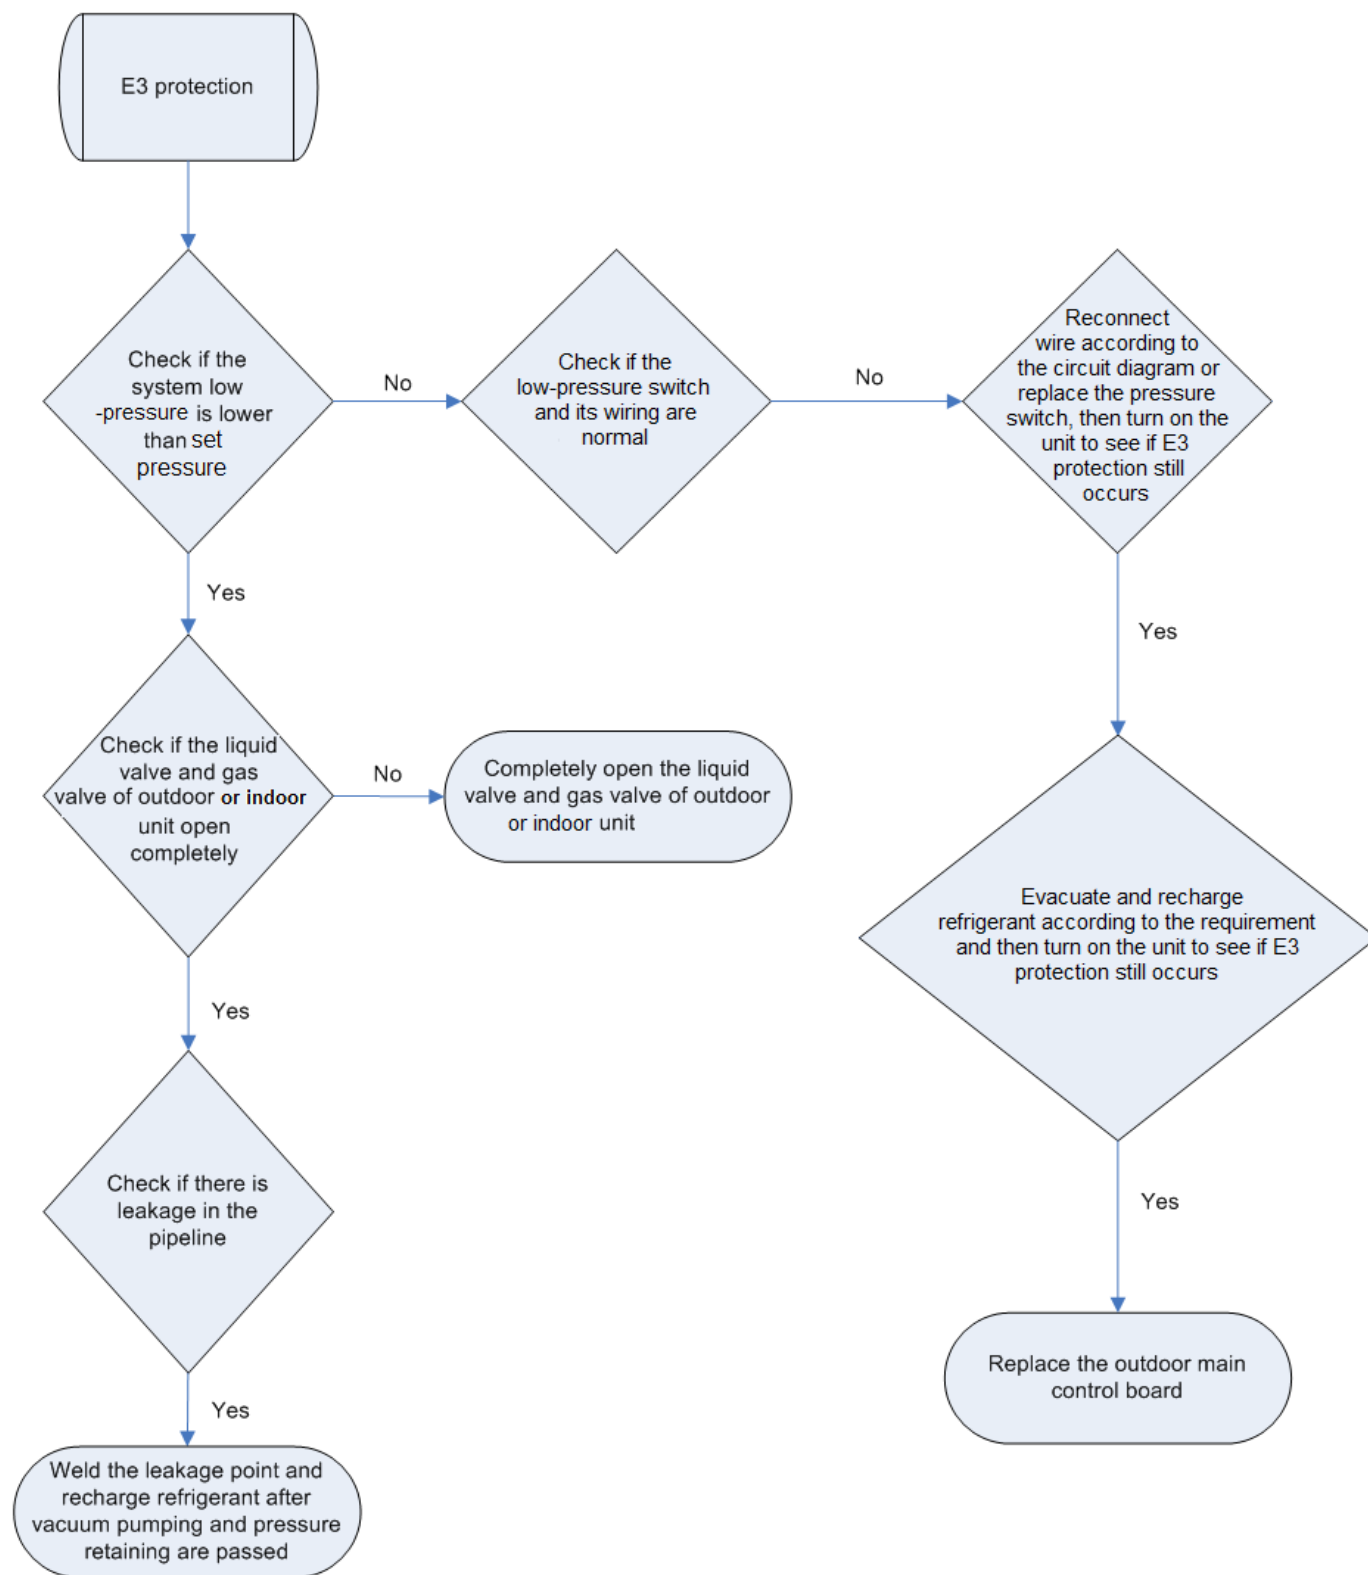 E3 protection
Check if the
system low
-pressure is lower
than set
pressure
No
Check if the
low-pressure switch
and its wiring are
normal
No
Reconnect
wire according to
the circuit diagram or
replace the pressure
switch, then turn on the
unit to see if E3
protection still
occurs
Yes
Yes
Check if the liquid
valve and gas
valve of outdoor or indoor
unit open
completely
No
Completely open the liquid
valve and gas valve of outdoor
or indoor unit
Evacuate and recharge
refrigerant according to the requirement
and then turn on the unit to see if E3
protection still occurs
Yes
Check if there is
leakage in the
pipeline
Yes
Replace the outdoor main
control board
Yes
Weld the leakage point and
recharge refrigerant after
vacuum pumping and pressure
retaining are passed